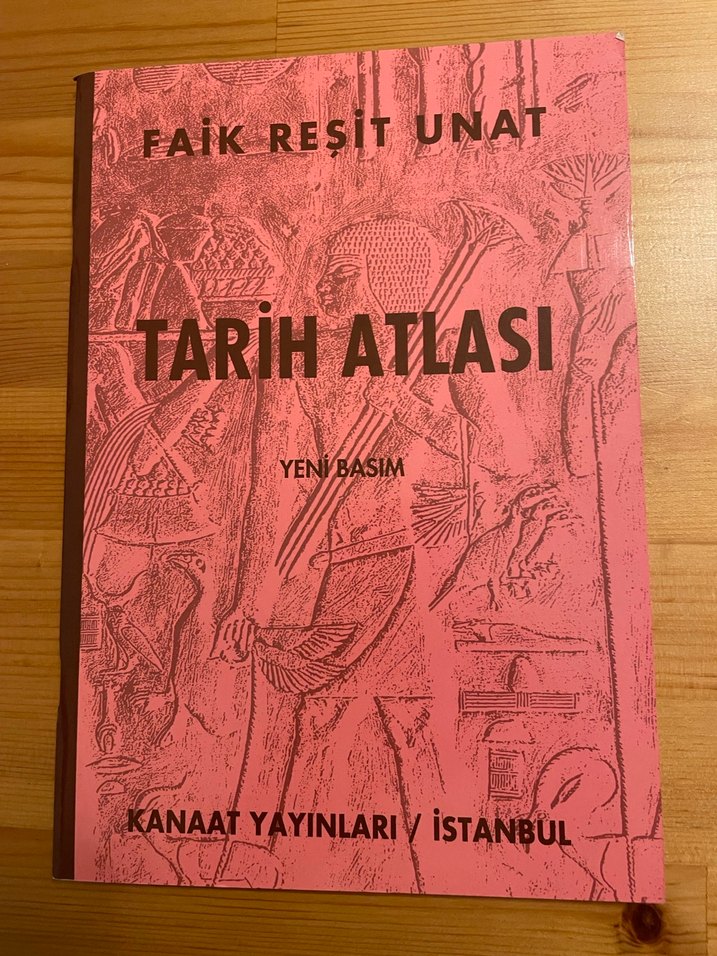 FAİK REŞİT UNAT
TARİH ATLASI
YENİ BASIM
KANAAT YAYINLARI / İSTANBUL